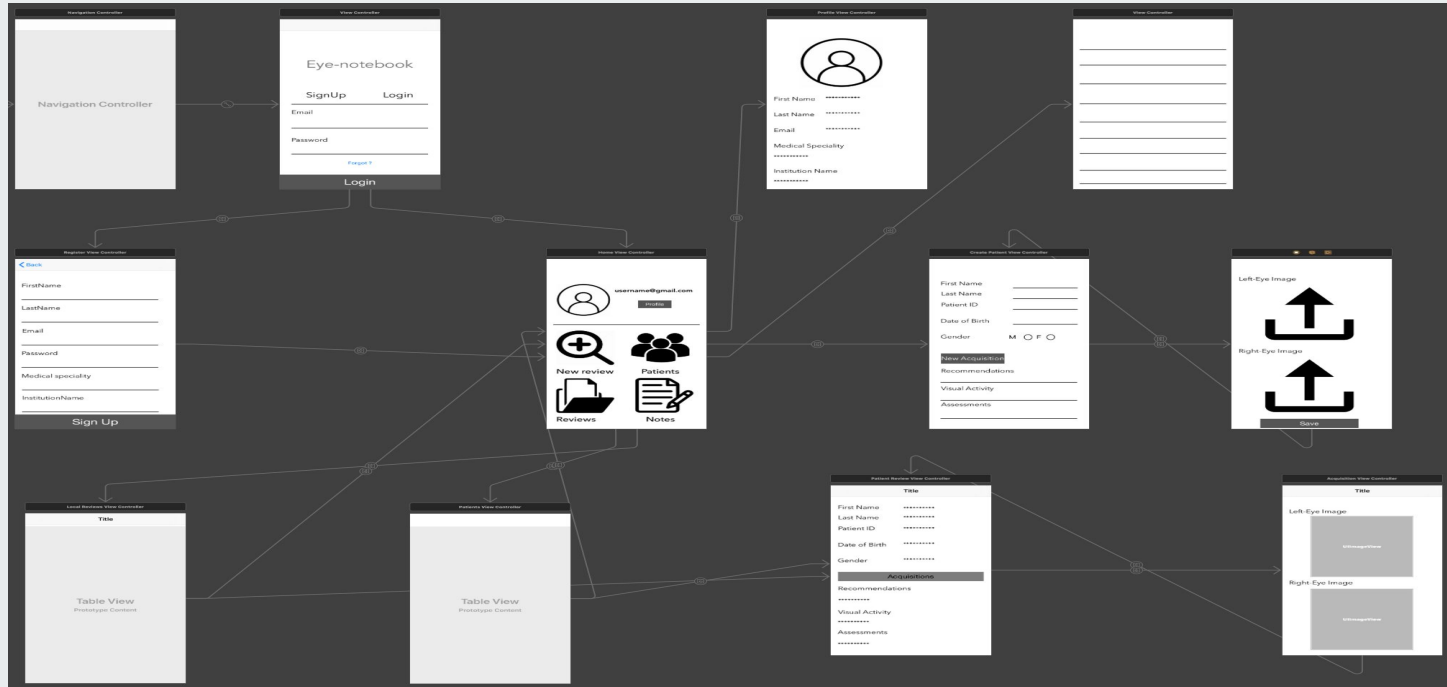 Navigation Controller
Navigation Controller
View Controller
Eye-notebook
SignUp Login
Email
Password
Forgot ?
Login
Profile View Controller
First Name ***********
Last Name ***********
Email ***********
Medical Speciality
***********
Institution Name
***********
View Controller
Register View Controller
Back
FirstName
LastName
Email
Password
Medical speciality
InstitutionName
Sign Up
Home View Controller
username@gmail.com
Profile
New review Patients
Reviews Notes
Create Patient View Controller
First Name
Last Name
Patient ID
Date of Birth
Gender M F
New Acquisition
Recommendations
Visual Activity
Assessments
Left-Eye Image
Right-Eye Image
Save
Local Reviews View Controller
Title
Table View
Prototype Content
Patients View Controller
Table View
Prototype Content
Patient Review View Controller
Title
First Name **********
Last Name **********
Patient ID **********
Date of Birth **********
Gender **********
Acquisitions
Recommendations
**********
Visual Activity
**********
Assessments
**********
Acquisition View Controller
Title
Left-Eye Image
UIImageView
Right-Eye Image
UIImageView